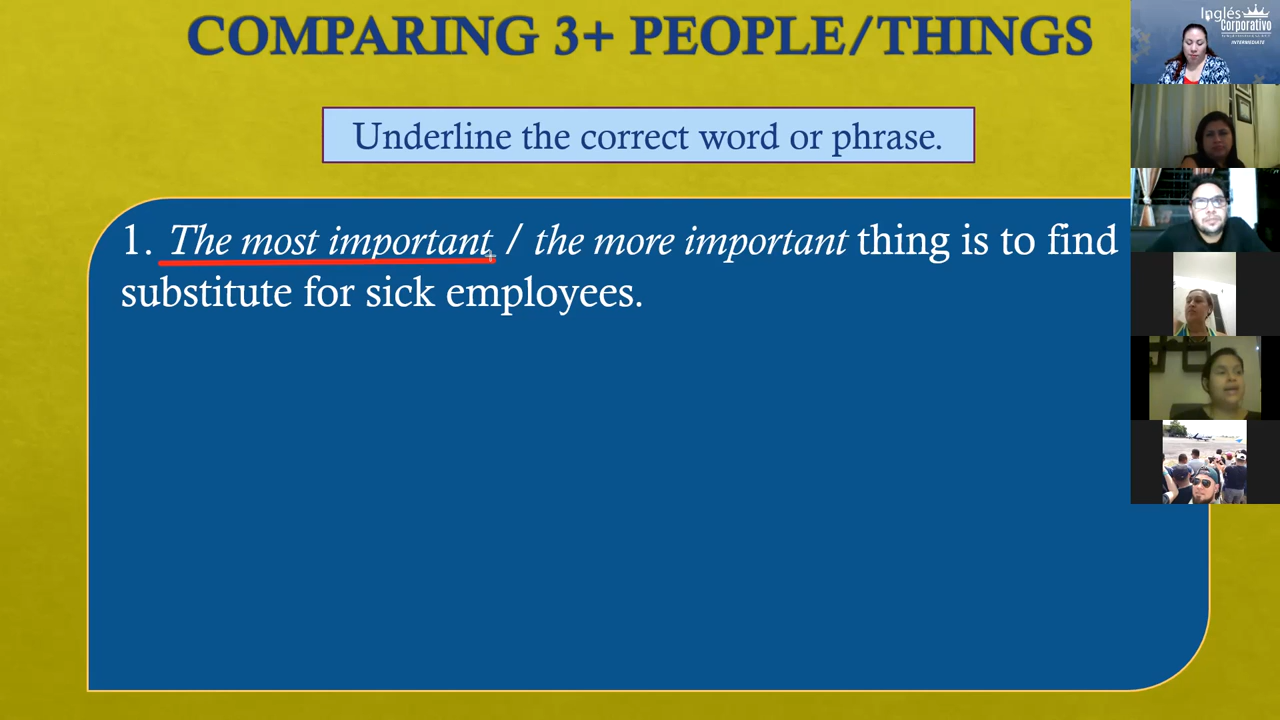 COMPARING 3+ PEOPLE/THINGS
Underline the correct word or phrase.
1. The most important / the more important thing is to find
substitute for sick employees.
Inglés
Corporativo
INTERMEDIATE